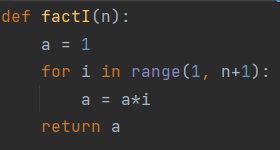 def factI(n):
    a = 1
    for i in range(1, n+1):
        a = a*i
    return a